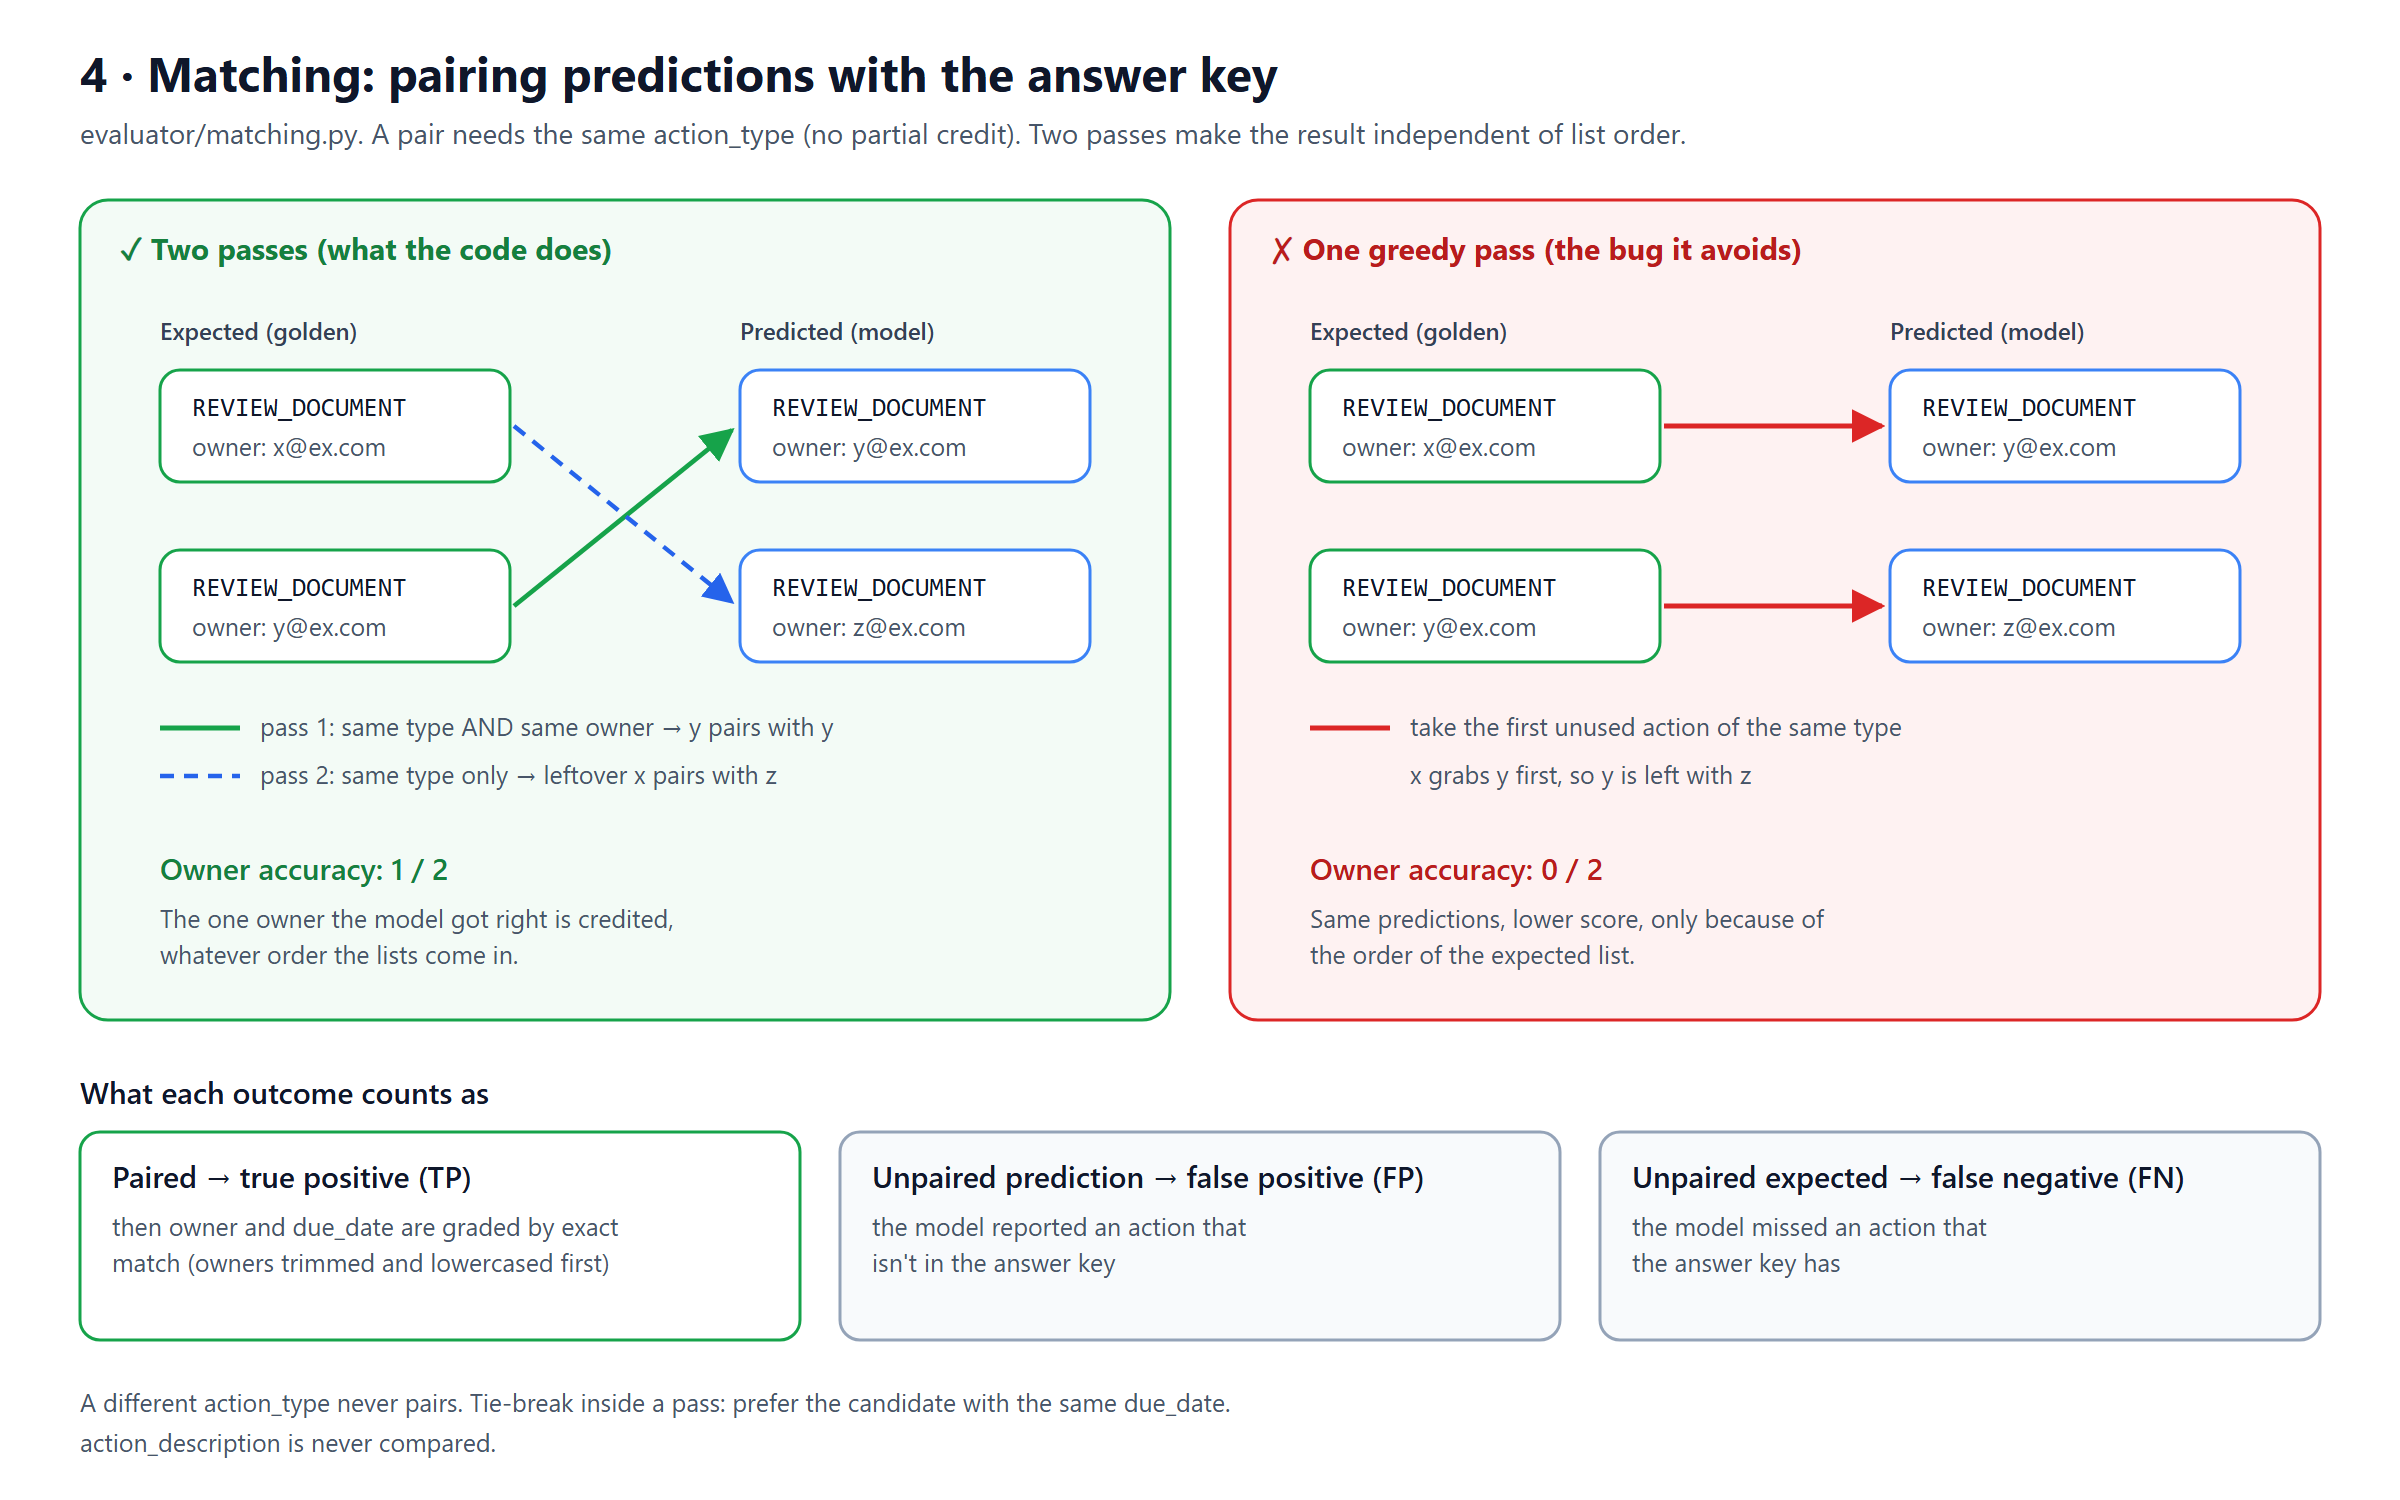 4 · Matching: pairing predictions with the answer key
evaluator/matching.py. A pair needs the same action_type (no partial credit). Two passes make the result independent of list order.
✓ Two passes (what the code does)
Expected (golden)
Predicted (model)
REVIEW_DOCUMENT
owner: x@ex.com
REVIEW_DOCUMENT
owner: y@ex.com
REVIEW_DOCUMENT
owner: y@ex.com
REVIEW_DOCUMENT
owner: z@ex.com
pass 1: same type AND same owner → y pairs with y
pass 2: same type only → leftover x pairs with z
Owner accuracy: 1 / 2
The one owner the model got right is credited,
whatever order the lists come in.
✗ One greedy pass (the bug it avoids)
Expected (golden)
Predicted (model)
REVIEW_DOCUMENT
owner: x@ex.com
REVIEW_DOCUMENT
owner: y@ex.com
REVIEW_DOCUMENT
owner: y@ex.com
REVIEW_DOCUMENT
owner: z@ex.com
take the first unused action of the same type
x grabs y first, so y is left with z
Owner accuracy: 0 / 2
Same predictions, lower score, only because of
the order of the expected list.
What each outcome counts as
Paired → true positive (TP)
then owner and due_date are graded by exact
match (owners trimmed and lowercased first)
Unpaired prediction → false positive (FP)
the model reported an action that
isn't in the answer key
Unpaired expected → false negative (FN)
the model missed an action that
the answer key has
A different action_type never pairs. Tie-break inside a pass: prefer the candidate with the same due_date.
action_description is never compared.